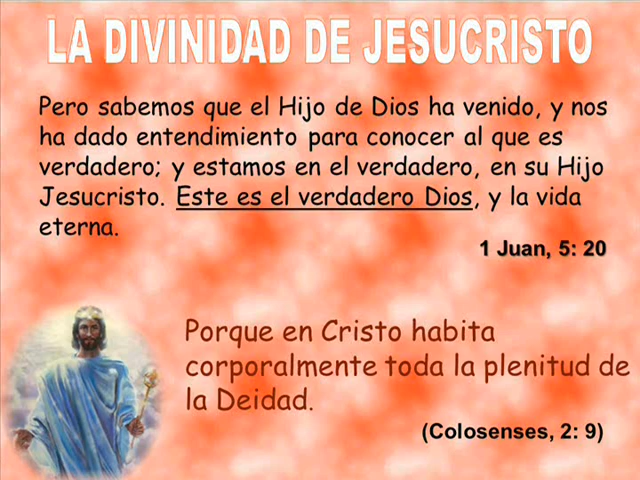 LA DIVINIDAD DE JESUCRISTO
Pero sabemos que el Hijo de Dios ha venido, y nos
ha dado entendimiento para conocer al que es
verdadero; y estamos en el verdadero, en su Hijo
Jesucristo. Este es el verdadero Dios, y la vida
eterna.
1 Juan, 5: 20
Porque en Cristo habita
corporalmente toda la plenitud de
la Deidad.
(Colosenses, 2: 9)